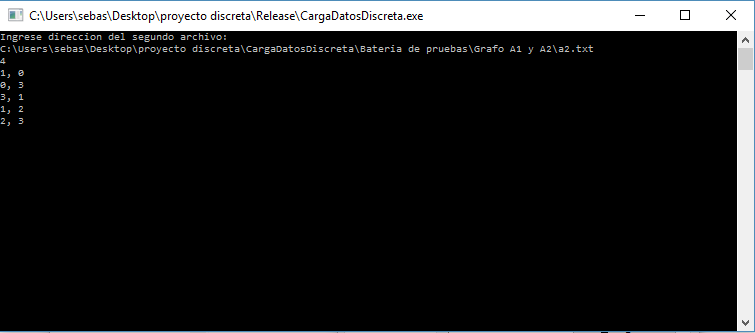 C:\Users\sebas\Desktop\proyecto discreta\Release\CargaDatosDiscreta.exe
Ingrese direccion del segundo archivo:
C:\Users\sebas\Desktop\proyecto discreta\CargaDatosDiscreta\Bateria de pruebas\Grafo A1 y A2\a2.txt
4
1, 0
0, 3
3, 1
1, 2
2, 3